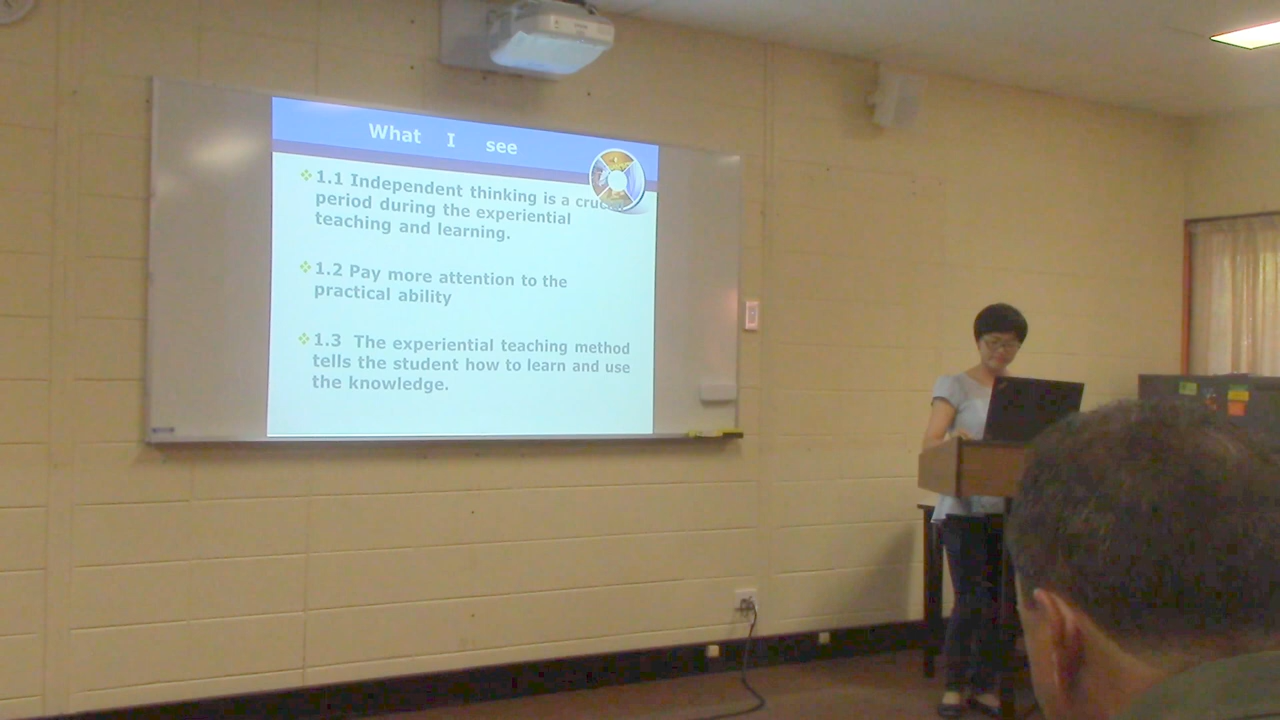 What I see
1.1 Independent thinking is a
period during the experiential
teaching and learning.
1.2 Pay more attention to the
practical ability
1.3 The experiential teaching method
tells the student how to learn and use
the knowledge.